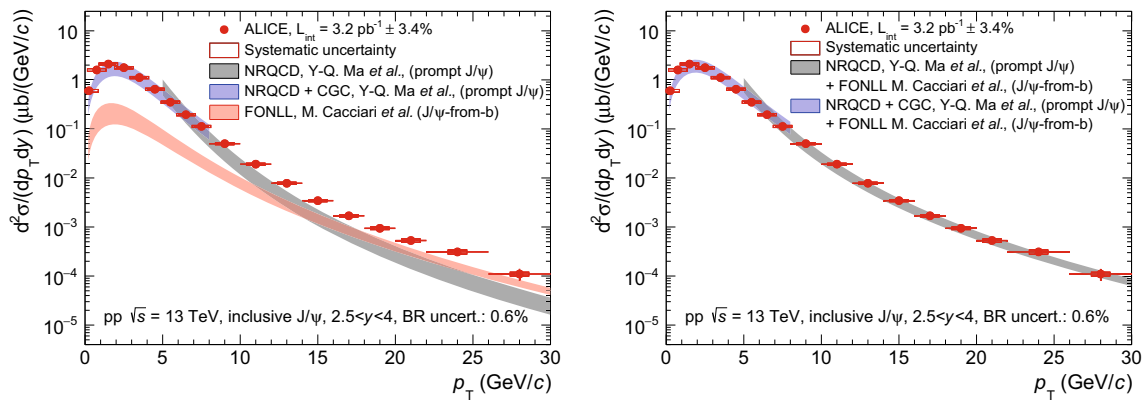 d²σ/(dp_T dy) (μb/(GeV/c))
10
1
10⁻¹
10⁻²
10⁻³
10⁻⁴
10⁻⁵
ALICE, L_int = 3.2 pb⁻¹ ± 3.4%
Systematic uncertainty
NRQCD, Y-Q. Ma et al., (prompt J/ψ)
NRQCD + CGC, Y-Q. Ma et al., (prompt J/ψ)
FONLL, M. Cacciari et al., (J/ψ-from-b)
pp √s = 13 TeV, inclusive J/ψ, 2.5<y<4, BR uncert.: 0.6%
0 5 10 15 20 25 30
p_T (GeV/c)
d²σ/(dp_T dy) (μb/(GeV/c))
10
1
10⁻¹
10⁻²
10⁻³
10⁻⁴
10⁻⁵
ALICE, L_int = 3.2 pb⁻¹ ± 3.4%
Systematic uncertainty
NRQCD, Y-Q. Ma et al., (prompt J/ψ)
+ FONLL M. Cacciari et al., (J/ψ-from-b)
NRQCD + CGC, Y-Q. Ma et al., (prompt J/ψ)
+ FONLL M. Cacciari et al., (J/ψ-from-b)
pp √s = 13 TeV, inclusive J/ψ, 2.5<y<4, BR uncert.: 0.6%
0 5 10 15 20 25 30
p_T (GeV/c)